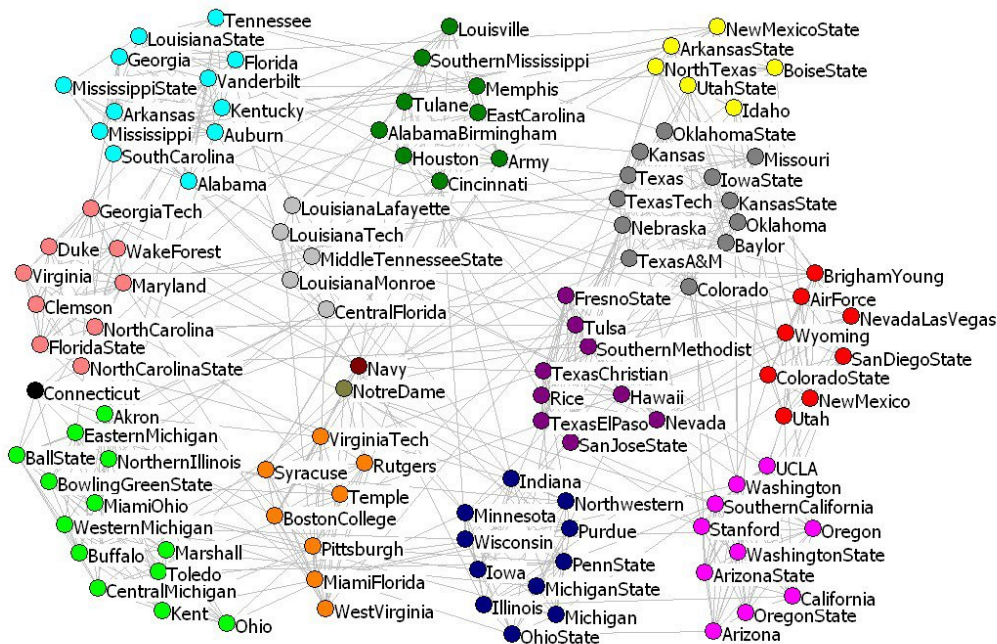 Tennessee
LouisianaState
Georgia
Florida
Vanderbilt
MississippiState
Kentucky
Arkansas
Mississippi
Auburn
SouthCarolina
Alabama
Louisville
SouthernMississippi
Memphis
Tulane
EastCarolina
AlabamaBirmingham
Houston
Army
Cincinnati
NewMexicoState
ArkansasState
NorthTexas
BoiseState
UtahState
Idaho
OklahomaState
Kansas
Missouri
Texas
IowaState
TexasTech
KansasState
Nebraska
Oklahoma
Baylor
TexasA&M
Colorado
GeorgiaTech
Duke
WakeForest
Virginia
Maryland
Clemson
NorthCarolina
FloridaState
NorthCarolinaState
LouisianaLafayette
LouisianaTech
MiddleTennesseeState
LouisianaMonroe
CentralFlorida
Navy
NotreDame
FresnoState
Tulsa
SouthernMethodist
TexasChristian
Rice
Hawaii
TexasElPaso
Nevada
SanJoseState
BrighamYoung
AirForce
NevadaLasVegas
Wyoming
SanDiegoState
ColoradoState
NewMexico
Utah
Connecticut
Akron
EasternMichigan
BallState
NorthernIllinois
BowlingGreenState
MiamiOhio
WesternMichigan
Buffalo
Marshall
Toledo
CentralMichigan
Kent
Ohio
VirginiaTech
Syracuse
Rutgers
Temple
BostonCollege
Pittsburgh
MiamiFlorida
WestVirginia
Indiana
Northwestern
Minnesota
Purdue
Wisconsin
PennState
Iowa
MichiganState
Illinois
Michigan
OhioState
UCLA
Washington
SouthernCalifornia
Stanford
Oregon
WashingtonState
ArizonaState
California
OregonState
Arizona